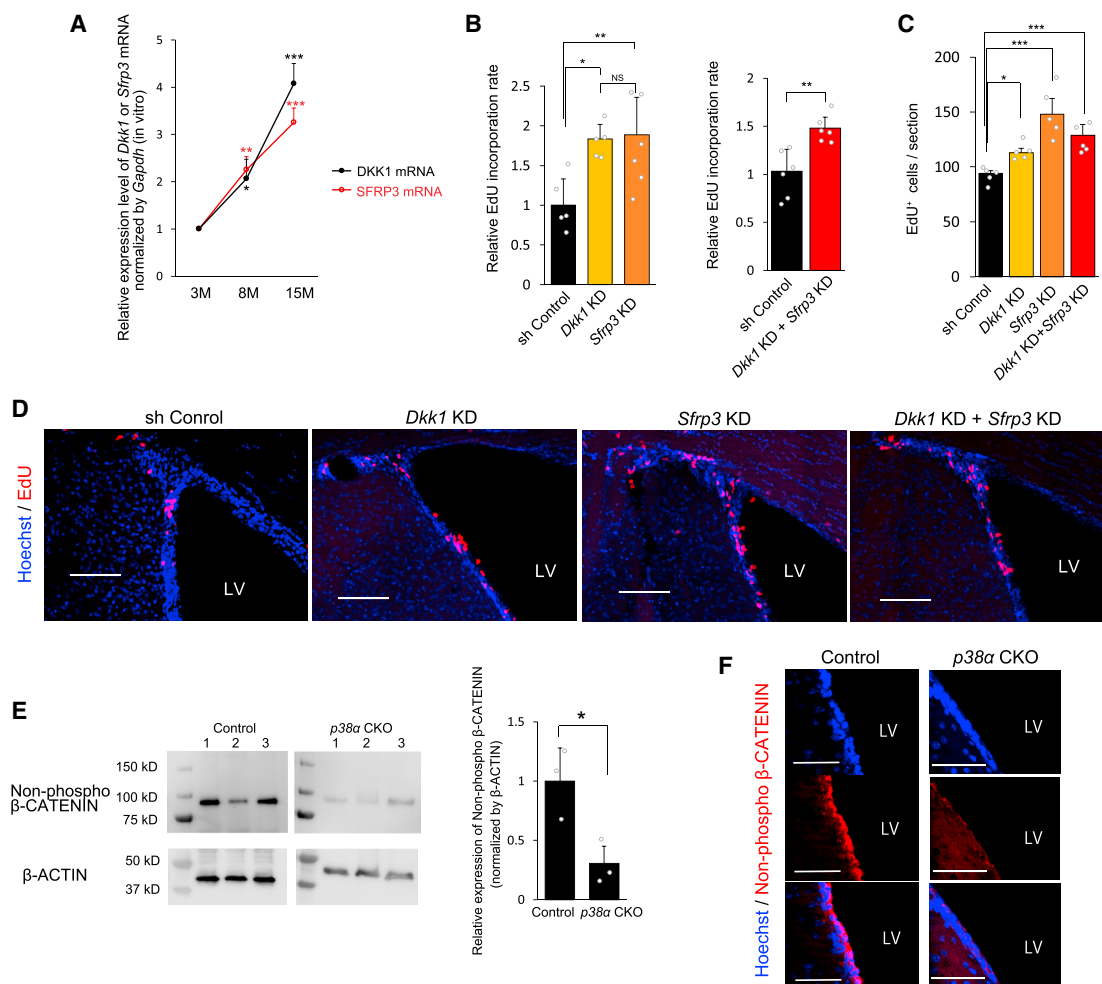 A
Relative expression level of Dkk1 or Sfrp3 mRNA
normalized by Gapdh (in vitro)
5
4
3
2
1
0
***
***
**
*
3M 8M 15M
DKK1 mRNA
SFRP3 mRNA
B
Relative EdU incorporation rate
2.5
2
1.5
1
0.5
0
**
*
NS
sh Control
Dkk1 KD
Sfrp3 KD
Relative EdU incorporation rate
2
1.5
1
0.5
0
**
sh Control
Dkk1 KD + Sfrp3 KD
C
EdU+ cells / section
200
150
100
50
0
***
***
*
sh Control
Dkk1 KD
Sfrp3 KD
Dkk1 KD+Sfrp3 KD
D
sh Conrol
Dkk1 KD
Sfrp3 KD
Dkk1 KD + Sfrp3 KD
Hoechst / EdU
LV
LV
LV
LV
E
Control
p38α CKO
1 2 3
1 2 3
Non-phospho
β-CATENIN
150 kD
100 kD
75 kD
β-ACTIN
50 kD
37 kD
Relative expression of Non-phospho β-CATENIN
(normalized by β-ACTIN)
1.5
1
0.5
0
*
Control
p38α CKO
F
Control
p38α CKO
Hoechst / Non-phospho β-CATENIN
LV
LV
LV
LV
LV
LV